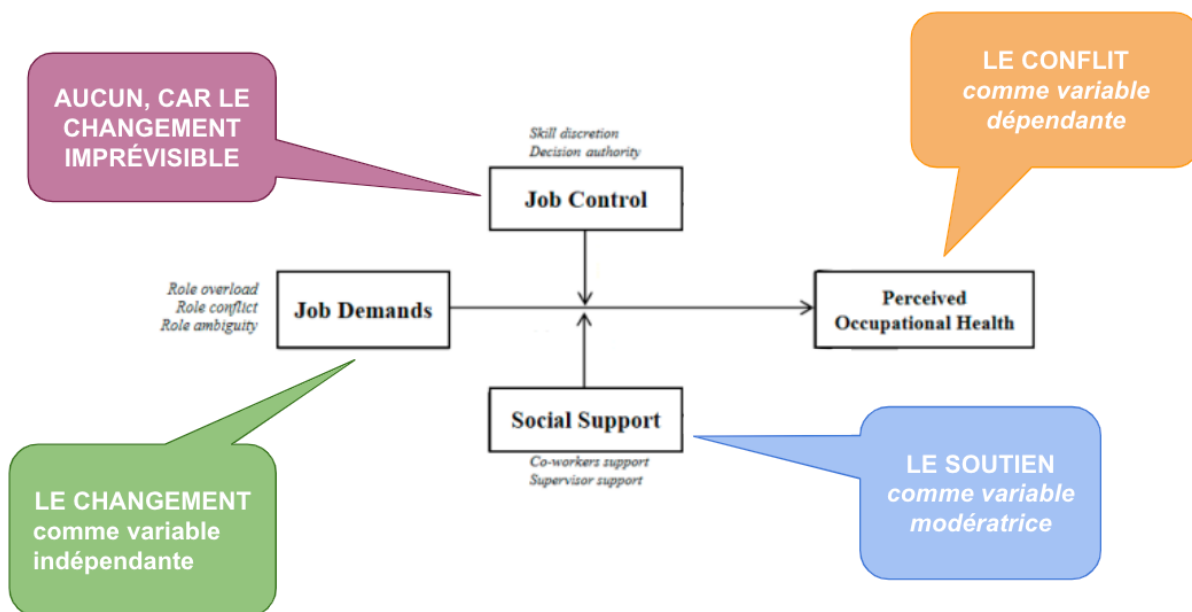 AUCUN, CAR LE
CHANGEMENT
IMPRÉVISIBLE
LE CONFLIT
comme variable
dépendante
Skill discretion
Decision authority
Job Control
Role overload
Role conflict
Role ambiguity
Job Demands
Perceived
Occupational Health
Social Support
Co-workers support
Supervisor support
LE CHANGEMENT
comme variable
indépendante
LE SOUTIEN
comme variable
modératrice